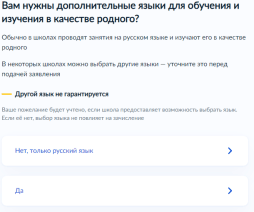 Вам нужны дополнительные языки для обучения и
изучения в качестве родного?
Обычно в школах проводят занятия на русском языке и изучают его в качестве
родного
В некоторых школах можно выбрать другие языки — уточните это перед
подачей заявления
Другой язык не гарантируется
Ваше пожелание будет учтено, если школа предоставляет возможность выбрать язык.
Если её нет, выбор языка не повлияет на зачисление
Нет, только русский язык
Да